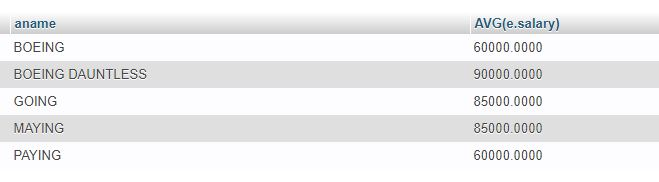 aname AVG(e.salary)
BOEING 60000.0000
BOEING DAUNTLESS 90000.0000
GOING 85000.0000
MAYING 85000.0000
PAYING 60000.0000